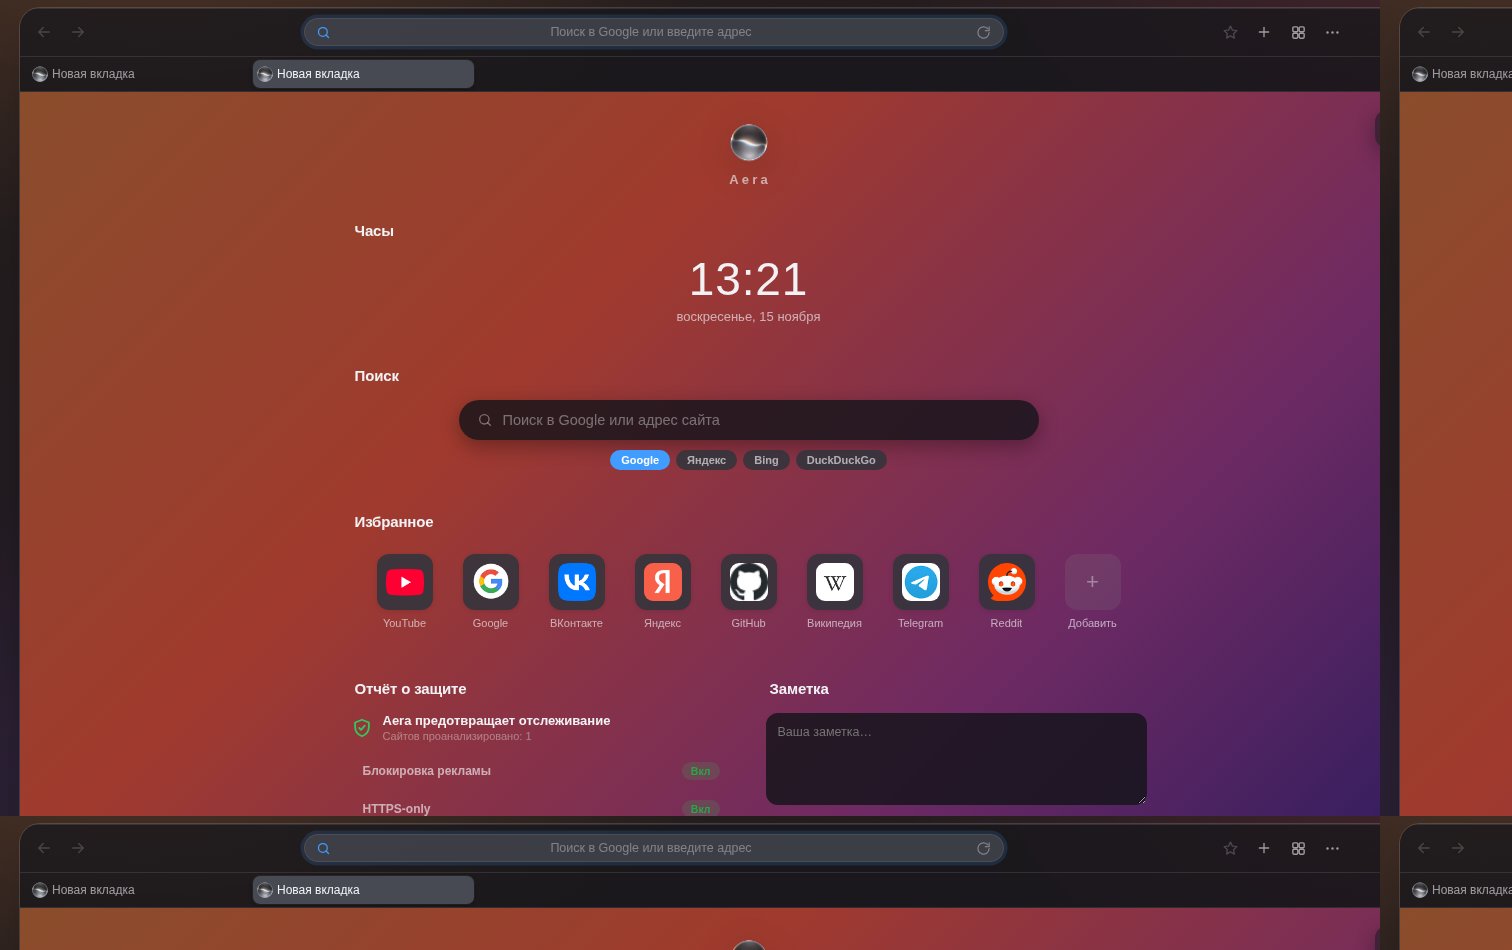 Поиск в Google или введите адрес
Новая вкладка
Новая вкладка
Новая вкладка
Aera
Часы
13:21
воскресенье, 15 ноября
Поиск
Поиск в Google или адрес сайта
Google Яндекс Bing DuckDuckGo
Избранное
YouTube Google ВКонтакте Яндекс GitHub Википедия Telegram Reddit Добавить
Отчёт о защите
Aera предотвращает отслеживание
Сайтов проанализировано: 1
Блокировка рекламы Вкл
HTTPS-only Вкл
Заметка
Ваша заметка…
Поиск в Google или введите адрес
Новая вкладка
Новая вкладка
Новая вкладка